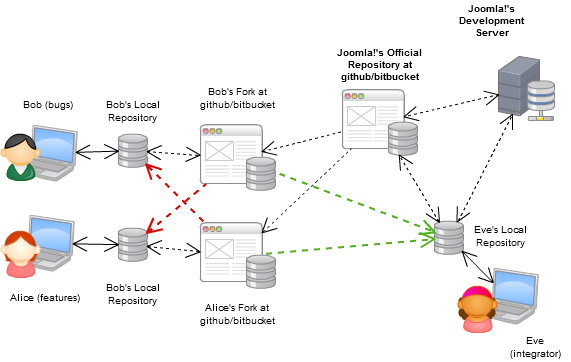 Joomla!'s
Development
Server
Joomla!'s Official
Repository at
github/bitbucket
Bob's Fork at
github/bitbucket
Bob (bugs)
Bob's Local
Repository
Eve's Local
Repository
Alice (features)
Bob's Local
Repository
Alice's Fork at
github/bitbucket
Eve
(integrator)